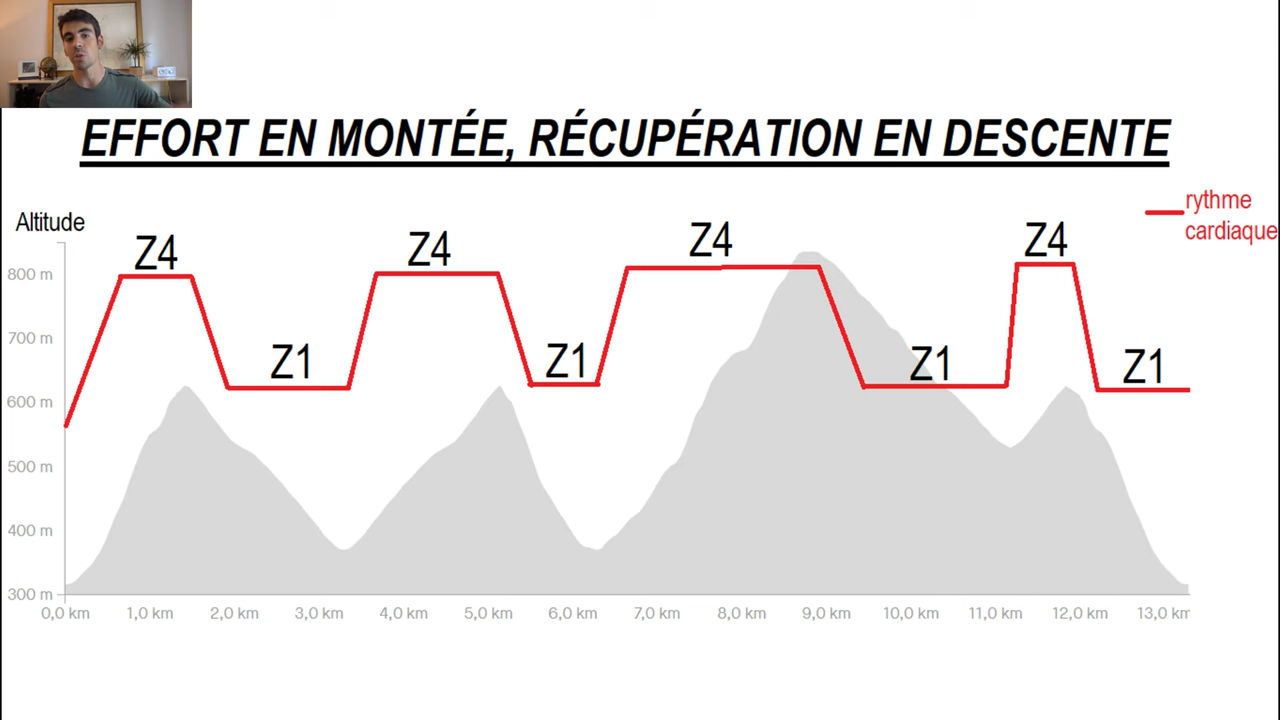 EFFORT EN MONTÉE, RÉCUPÉRATION EN DESCENTE
rythme
cardiaque
Altitude
Z4
Z4
Z4
Z4
Z1
Z1
Z1
Z1
800 m
700 m
600 m
500 m
400 m
300 m
0,0 km
1,0 km
2,0 km
3,0 km
4,0 km
5,0 km
6,0 km
7,0 km
8,0 km
9,0 km
10,0 km
11,0 km
12,0 km
13,0 km